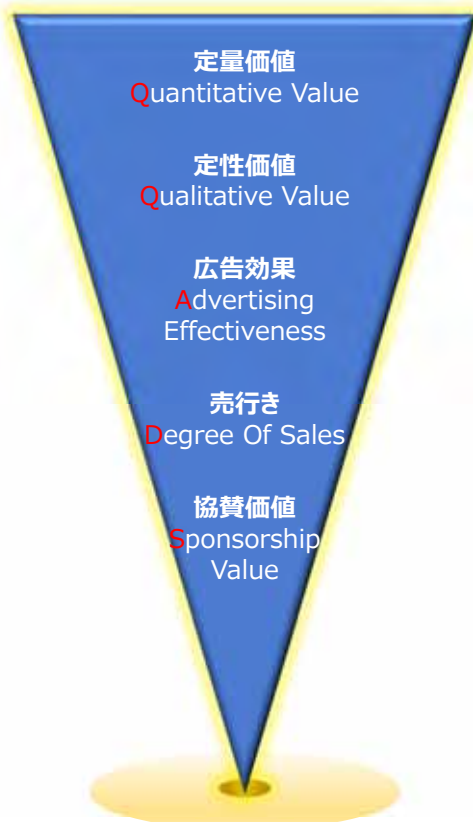 定量価値
Quantitative Value
定性価値
Qualitative Value
広告効果
Advertising
Effectiveness
売行き
Degree Of Sales
協賛価値
Sponsorship
Value